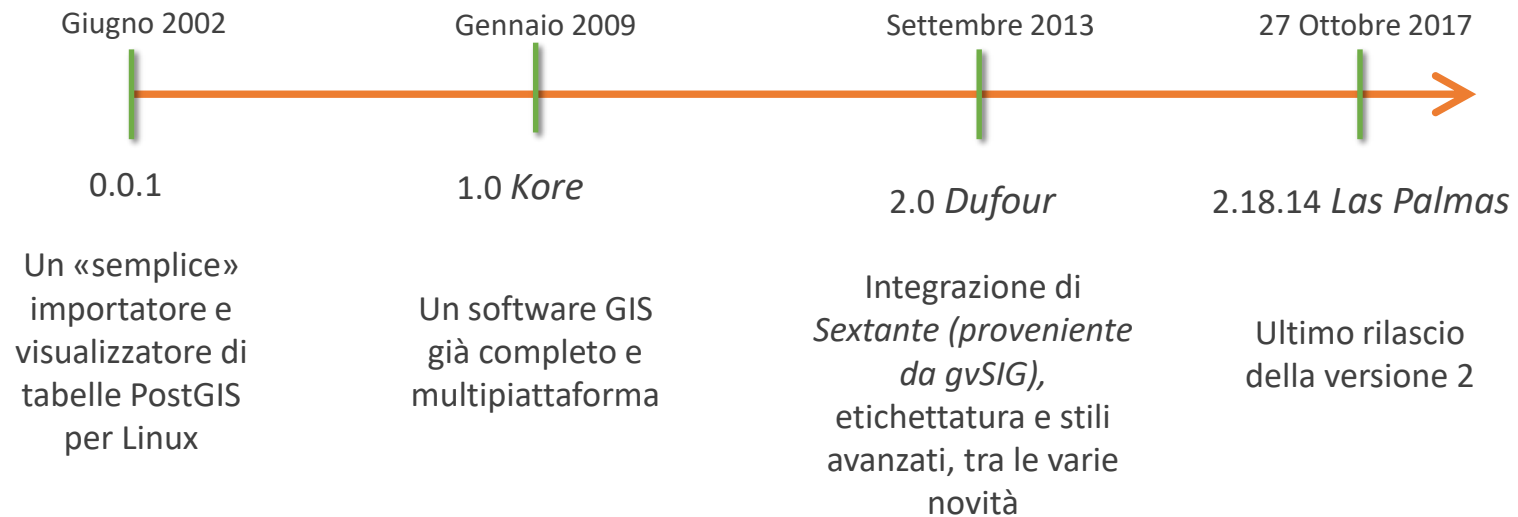 Giugno 2002
Gennaio 2009
Settembre 2013
27 Ottobre 2017
0.0.1
1.0 Kore
2.0 Dufour
2.18.14 Las Palmas
Un «semplice»
importatore e
visualizzatore di
tabelle PostGIS
per Linux
Un software GIS
già completo e
multipiattaforma
Integrazione di
Sextante (proveniente
da gvSIG),
etichettatura e stili
avanzati, tra le varie
novità
Ultimo rilascio
della versione 2